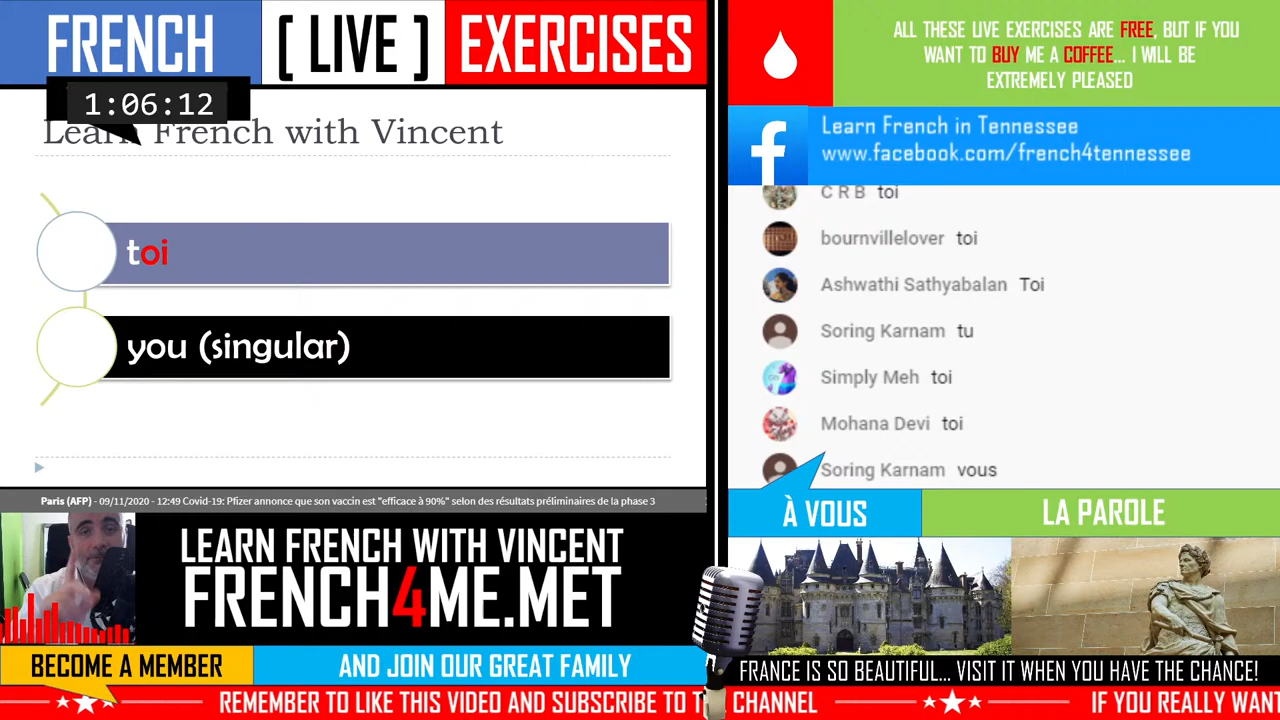 FRENCH [ LIVE ] EXERCISES
1:06:12
Learn French with Vincent
toi
you (singular)
Paris (AFP) - 09/11/2020 - 12:49 Covid-19: Pfizer annonce que son vaccin est "efficace à 90%" selon des résultats préliminaires de la phase 3
LEARN FRENCH WITH VINCENT
FRENCH4ME.MET
BECOME A MEMBER
AND JOIN OUR GREAT FAMILY
ALL THESE LIVE EXERCISES ARE FREE, BUT IF YOU
WANT TO BUY ME A COFFEE... I WILL BE
EXTREMELY PLEASED
Learn French in Tennessee
www.facebook.com/french4tennessee
C R B toi
bournvillelover toi
Ashwathi Sathyabalan Toi
Soring Karnam tu
Simply Meh toi
Mohana Devi toi
Soring Karnam vous
À VOUS
LA PAROLE
FRANCE IS SO BEAUTIFUL... VISIT IT WHEN YOU HAVE THE CHANCE!
REMEMBER TO LIKE THIS VIDEO AND SUBSCRIBE TO T CHANNEL
IF YOU REALLY WANT